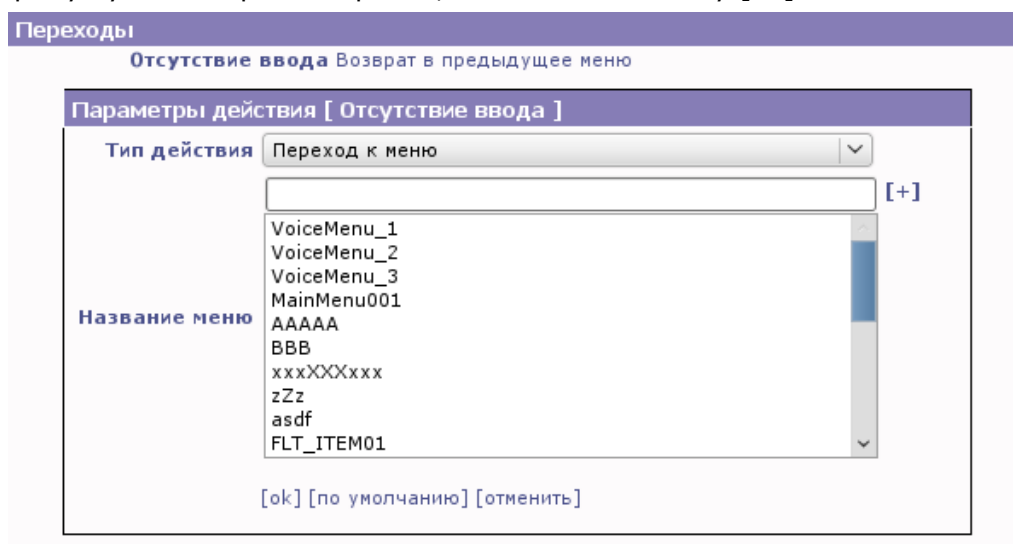 Переходы
Отсутствие ввода Возврат в предыдущее меню
Параметры действия [ Отсутствие ввода ]
Тип действия Переход к меню
[+]
VoiceMenu_1
VoiceMenu_2
VoiceMenu_3
MainMenu001
Название меню
AAAAA
BBB
xxxXXXxxx
zZz
asdf
FLT_ITEM01
[ok] [по умолчанию] [отменить]